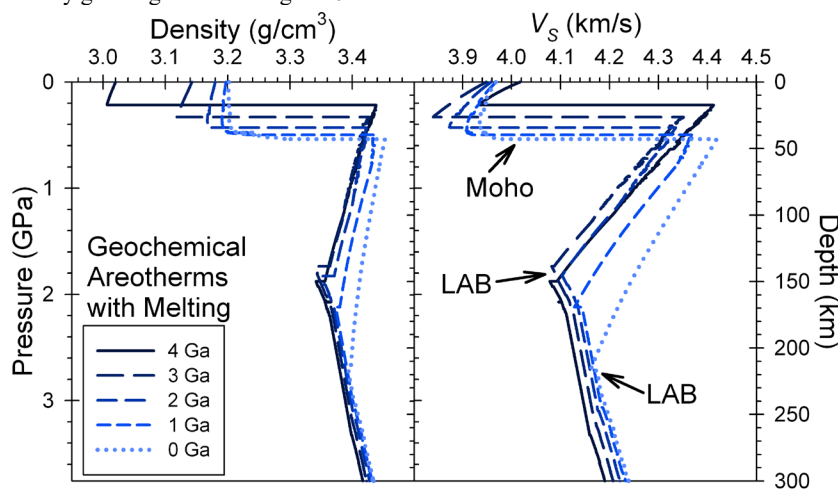 Density (g/cm³)
V_S (km/s)
3.0 3.1 3.2 3.3 3.4
3.9 4.0 4.1 4.2 4.3 4.4 4.5
0
1
2
3
Pressure (GPa)
0
50
100
150
200
250
300
Depth (km)
Moho
LAB
LAB
Geochemical
Areotherms
with Melting
4 Ga
3 Ga
2 Ga
1 Ga
0 Ga